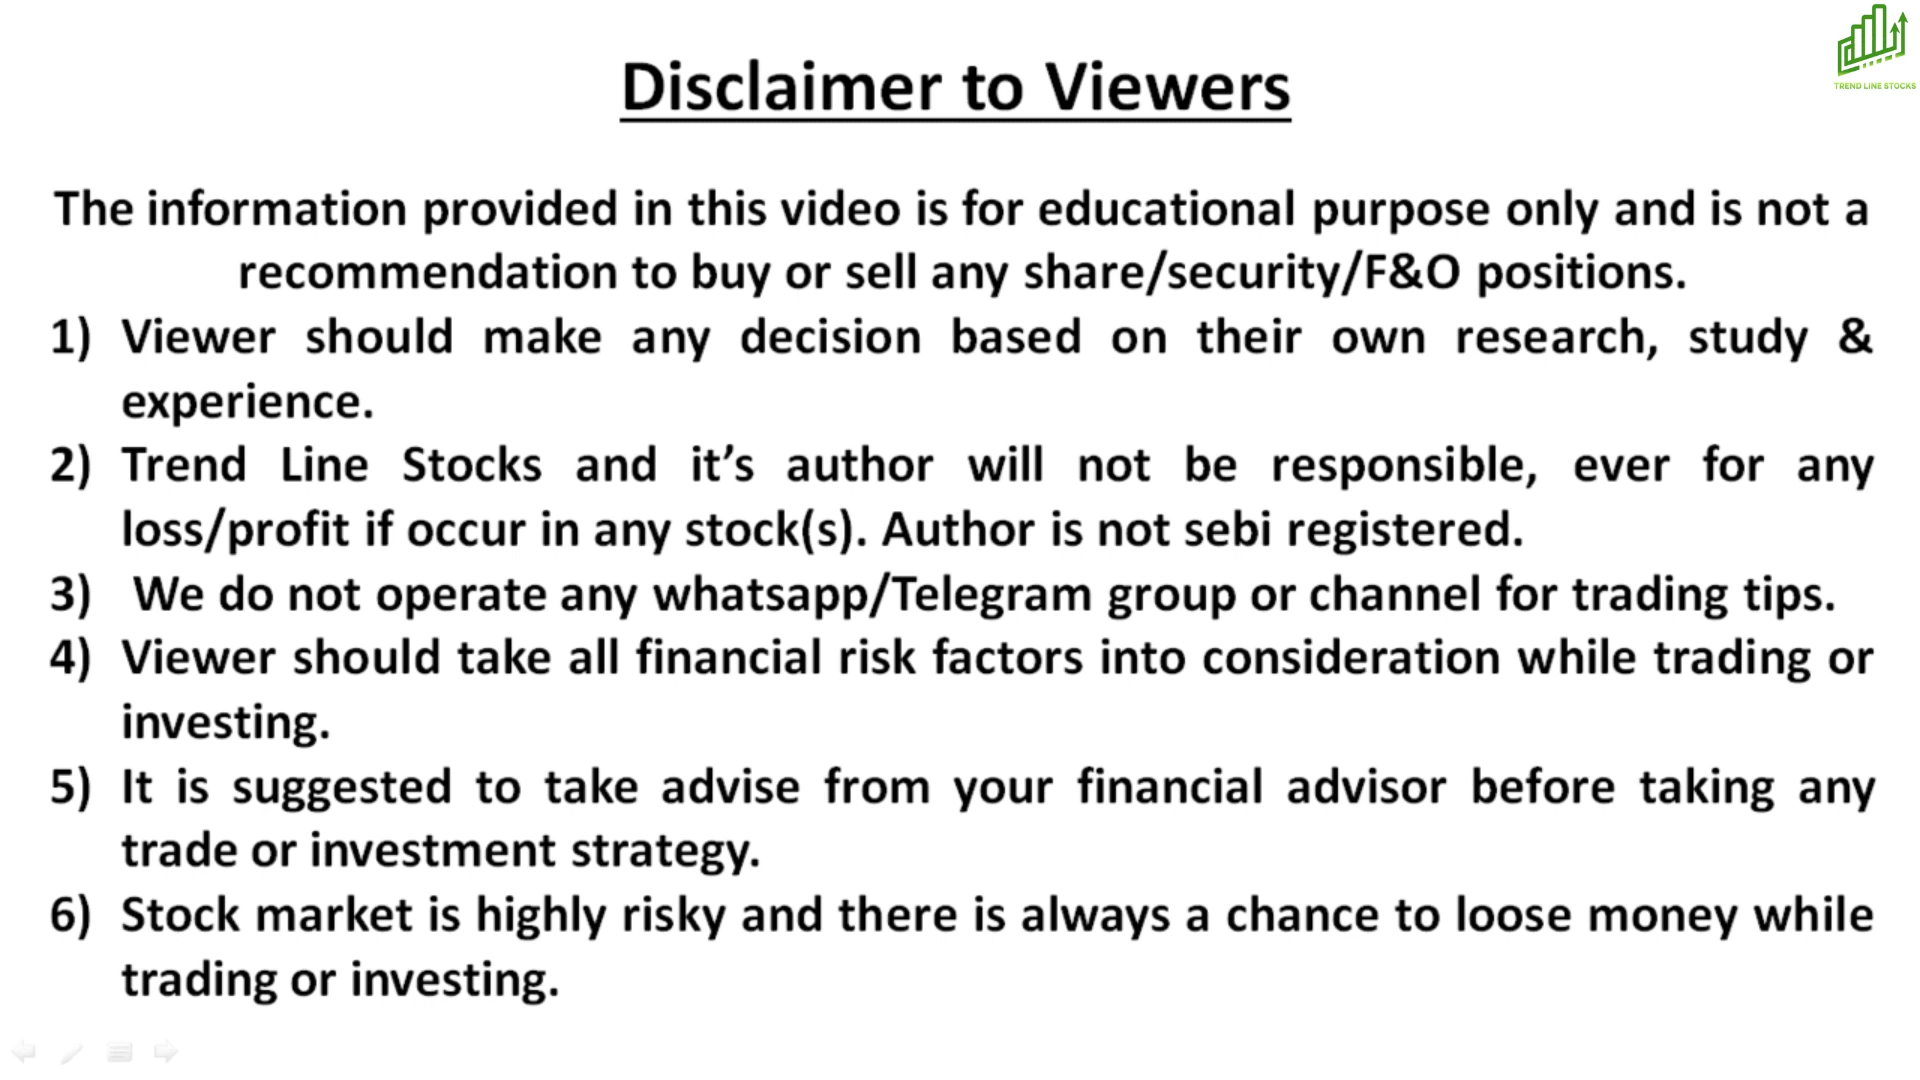 TREND LINE STOCKS
Disclaimer to Viewers
The information provided in this video is for educational purpose only and is not a
recommendation to buy or sell any share/security/F&O positions.
1) Viewer should make any decision based on their own research, study &
experience.
2) Trend Line Stocks and it’s author will not be responsible, ever for any
loss/profit if occur in any stock(s). Author is not sebi registered.
3) We do not operate any whatsapp/Telegram group or channel for trading tips.
4) Viewer should take all financial risk factors into consideration while trading or
investing.
5) It is suggested to take advise from your financial advisor before taking any
trade or investment strategy.
6) Stock market is highly risky and there is always a chance to loose money while
trading or investing.